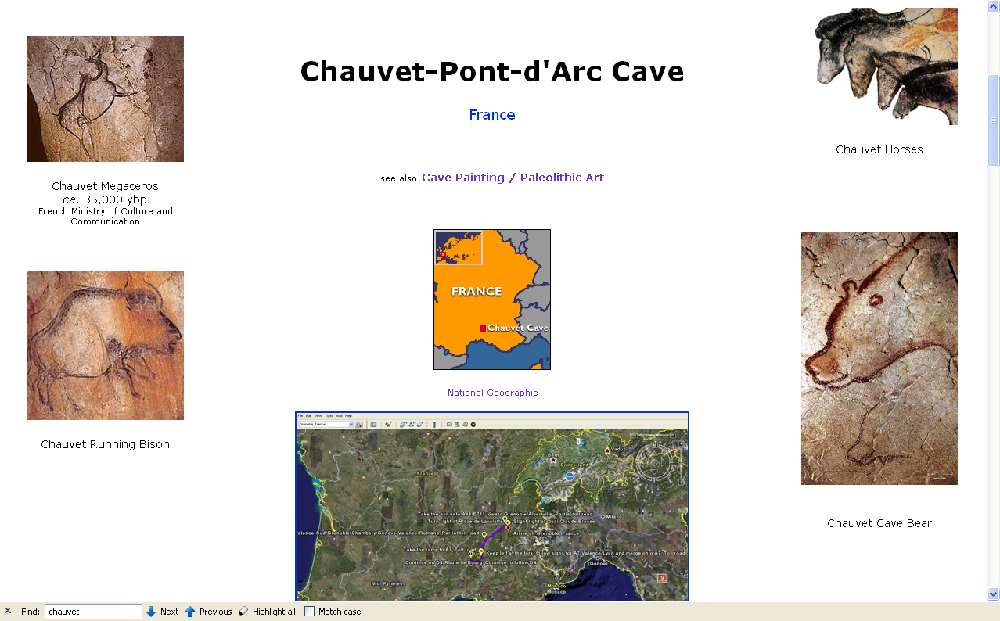 Chauvet-Pont-d'Arc Cave
France
see also Cave Painting / Paleolithic Art
Chauvet Megaceros
ca. 35,000 ybp
French Ministry of Culture and
Communication
Chauvet Horses
FRANCE
Chauvet Cave
National Geographic
Chauvet Running Bison
Chauvet Cave Bear
File Edit View Tools Add Help
Grenoble, France
Bern
Vaduz
Switzerland
France
Take the exit onto A48/E711 toward Grenoble/Albertville Partial toll road
Turn right at Place de Lavalette
Slight right at Quai Claude Brosse
Milano
Valence-Sud/Grenoble/Chambery/Geneve/Valence/Romans Partial toll road
Arrive at Grenoble, France
Take the ramp to A7 Toll road
Keep left at the fork, follow signs for A7/Valence/Lyon and merge onto A7 Toll road
Continue on D4/Route de Bourg Continue to follow D4
(Genoa)
Midi-Pyrénées
Monaco
Monaco
Find: chauvet Next Previous Highlight all Match case